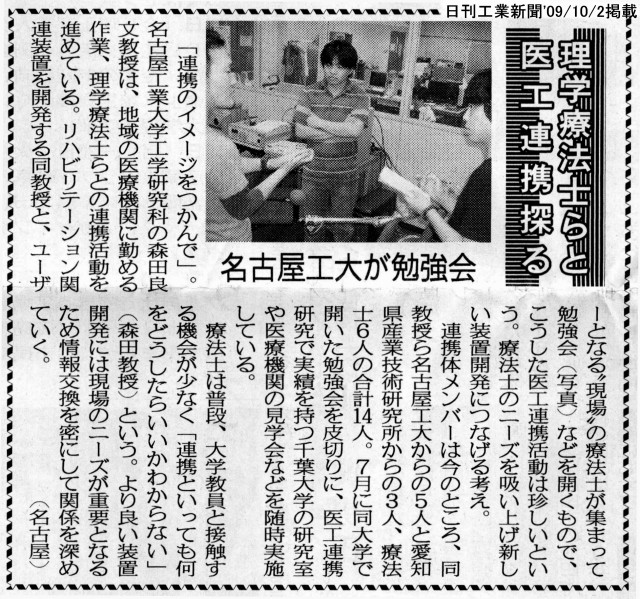 日刊工業新聞'09/10/2掲載
理学療法士らと
医工連携探る
名古屋工大が勉強会
「連携のイメージをつかんで」。
名古屋工業大学工学研究科の森田良
文教授は、地域の医療機関に勤める
作業、理学療法士らとの連携活動を
進めている。リハビリテーション関
連装置を開発する同教授と、ユーザ
ーとなる〝現場〟の療法士が集まって
勉強会（写真）などを開くもので、
こうした医工連携活動は珍しいとい
う。療法士のニーズを吸い上げ新し
い装置開発につなげる考え。
連携体メンバーは今のところ、同
教授ら名古屋工大からの５人と愛知
県産業技術研究所からの３人、療法
士６人の合計14人。７月に同大学で
開いた勉強会を皮切りに、医工連携
研究で実績を持つ千葉大学の研究室
や医療機関の見学会などを随時実施
している。
療法士は普段、大学教員と接触す
る機会が少なく「連携といっても何
をどうしたらいいかわからない」
（森田教授）という。より良い装置
開発には現場のニーズが重要となる
ため情報交換を密にして関係を深め
ていく。　（名古屋）